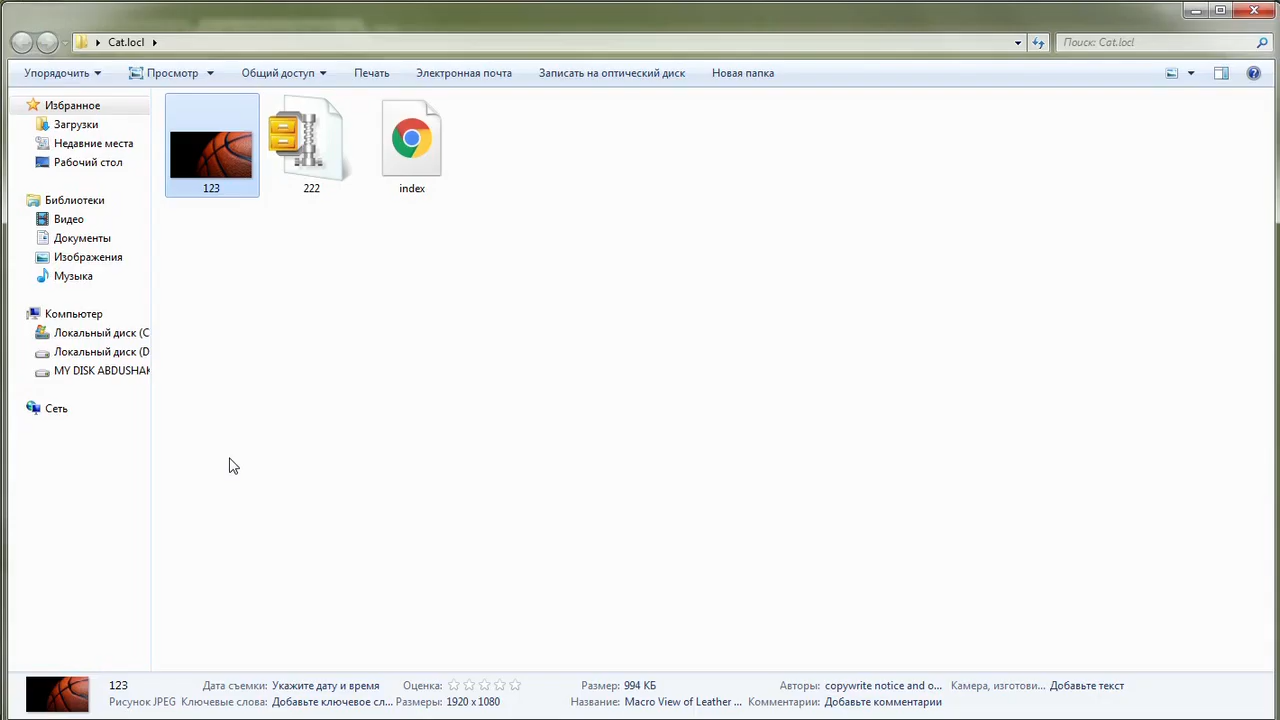 Cat.locl
Поиск: Cat.locl
Упорядочить Просмотр Общий доступ Печать Электронная почта Записать на оптический диск Новая папка
Избранное
Загрузки
Недавние места
Рабочий стол
Библиотеки
Видео
Документы
Изображения
Музыка
Компьютер
Локальный диск (C
Локальный диск (D
MY DISK ABDUSHAK
Сеть
123
222
index
123 Дата съемки: Укажите дату и время Оценка: Размер: 994 КБ Авторы: copywrite notice and o... Камера, изготови... Добавьте текст
Рисунок JPEG Ключевые слова: Добавьте ключевое сл... Размеры: 1920 x 1080 Название: Macro View of Leather ... Комментарии: Добавьте комментарии